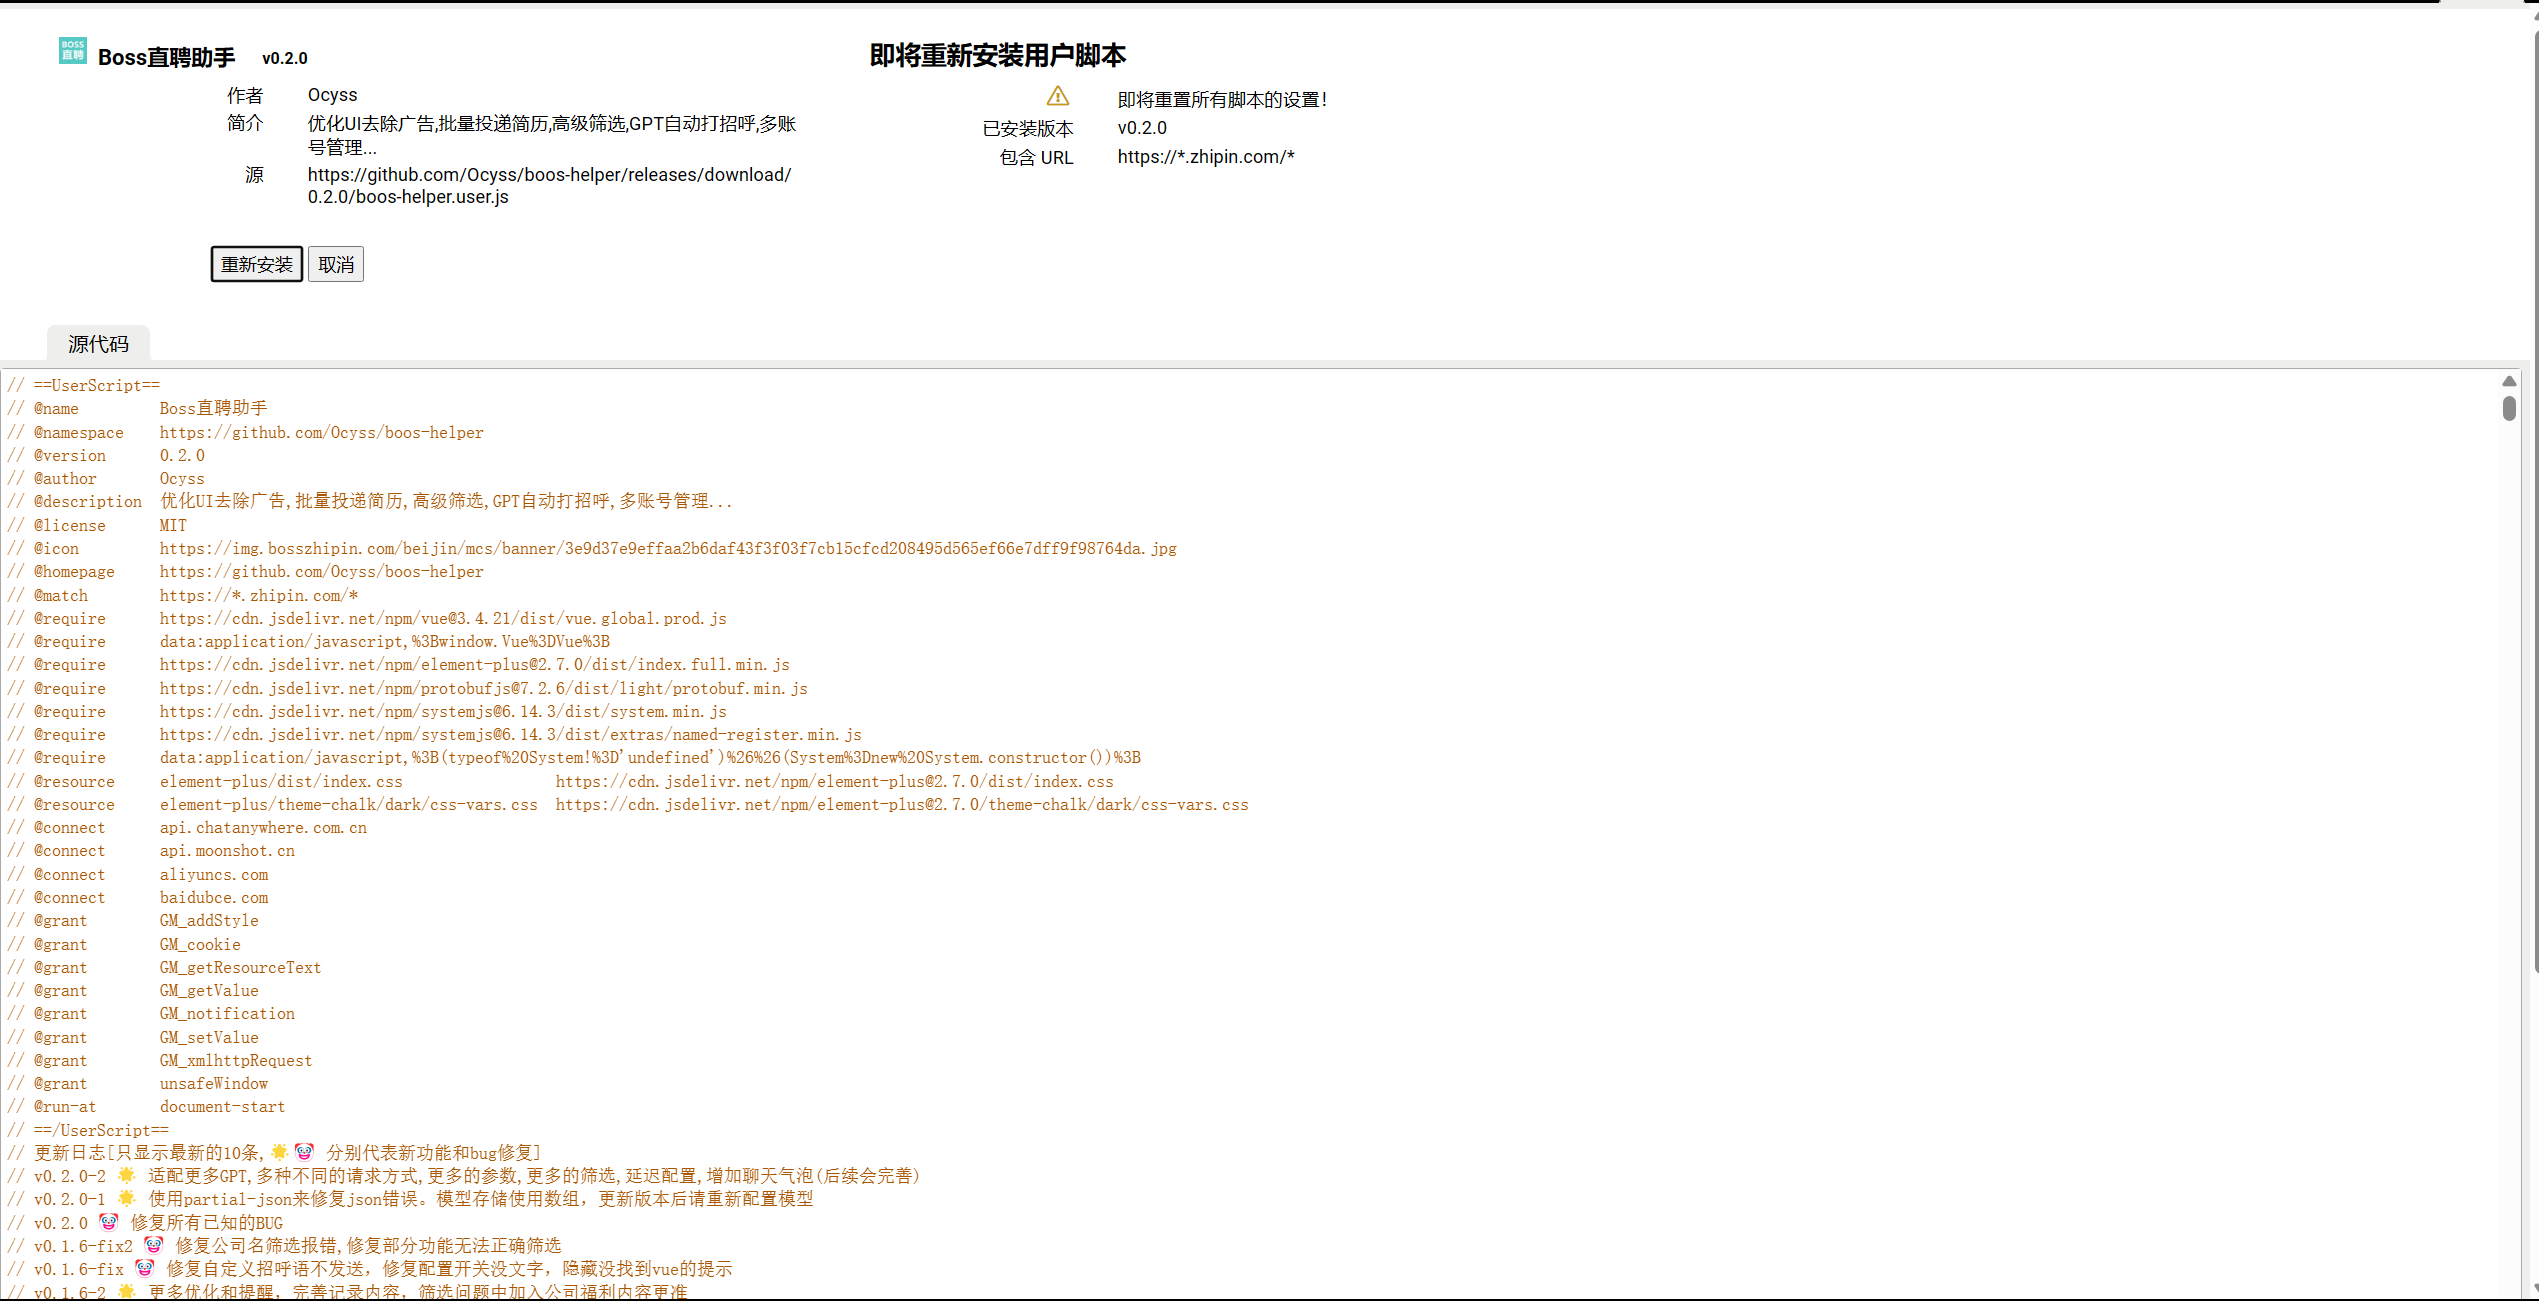 BOSS
直聘
Boss直聘助手 v0.2.0
作者 Ocyss
简介 优化UI去除广告,批量投递简历,高级筛选,GPT自动打招呼,多账
号管理...
源 https://github.com/Ocyss/boos-helper/releases/download/
0.2.0/boos-helper.user.js
即将重新安装用户脚本
即将重置所有脚本的设置!
已安装版本 v0.2.0
包含 URL https://*.zhipin.com/*
重新安装 取消
源代码
// ==UserScript==
// @name Boss直聘助手
// @namespace https://github.com/Ocyss/boos-helper
// @version 0.2.0
// @author Ocyss
// @description 优化UI去除广告,批量投递简历,高级筛选,GPT自动打招呼,多账号管理...
// @license MIT
// @icon https://img.bosszhipin.com/beijin/mcs/banner/3e9d37e9effaa2b6daf43f3f03f7cb15cfcd208495d565ef66e7dff9f98764da.jpg
// @homepage https://github.com/Ocyss/boos-helper
// @match https://*.zhipin.com/*
// @require https://cdn.jsdelivr.net/npm/vue@3.4.21/dist/vue.global.prod.js
// @require data:application/javascript,%3Bwindow.Vue%3DVue%3B
// @require https://cdn.jsdelivr.net/npm/element-plus@2.7.0/dist/index.full.min.js
// @require https://cdn.jsdelivr.net/npm/protobufjs@7.2.6/dist/light/protobuf.min.js
// @require https://cdn.jsdelivr.net/npm/systemjs@6.14.3/dist/system.min.js
// @require https://cdn.jsdelivr.net/npm/systemjs@6.14.3/dist/extras/named-register.min.js
// @require data:application/javascript,%3B(typeof%20System!%3D'undefined')%26%26(System%3Dnew%20System.constructor())%3B
// @resource element-plus/dist/index.css https://cdn.jsdelivr.net/npm/element-plus@2.7.0/dist/index.css
// @resource element-plus/theme-chalk/dark/css-vars.css https://cdn.jsdelivr.net/npm/element-plus@2.7.0/theme-chalk/dark/css-vars.css
// @connect api.chatanywhere.com.cn
// @connect api.moonshot.cn
// @connect aliyuncs.com
// @connect baidubce.com
// @grant GM_addStyle
// @grant GM_cookie
// @grant GM_getResourceText
// @grant GM_getValue
// @grant GM_notification
// @grant GM_setValue
// @grant GM_xmlhttpRequest
// @grant unsafeWindow
// @run-at document-start
// ==/UserScript==
// 更新日志[只显示最新的10条,🌟🤡 分别代表新功能和bug修复]
// v0.2.0-2 🌟 适配更多GPT,多种不同的请求方式,更多的参数,更多的筛选,延迟配置,增加聊天气泡(后续会完善)
// v0.2.0-1 🌟 使用partial-json来修复json错误。模型存储使用数组，更新版本后请重新配置模型
// v0.2.0 🤡 修复所有已知的BUG
// v0.1.6-fix2 🤡 修复公司名筛选报错,修复部分功能无法正确筛选
// v0.1.6-fix 🤡 修复自定义招呼语不发送，修复配置开关没文字，隐藏没找到vue的提示
// v0.1.6-2 🌟 更多优化和提醒，完善记录内容，筛选问题中加入公司福利内容更准